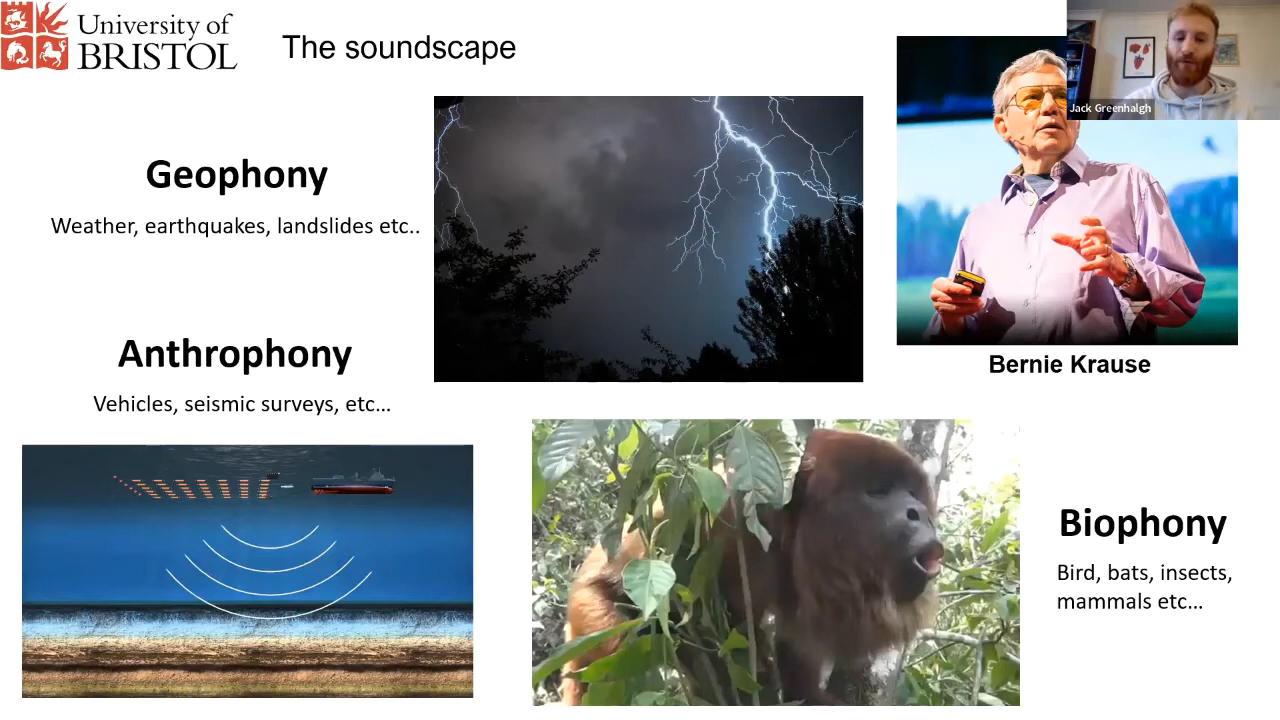 University of
BRISTOL
The soundscape
Jack Greenhalgh
Geophony
Weather, earthquakes, landslides etc..
Anthrophony
Vehicles, seismic surveys, etc…
Bernie Krause
Biophony
Bird, bats, insects,
mammals etc…